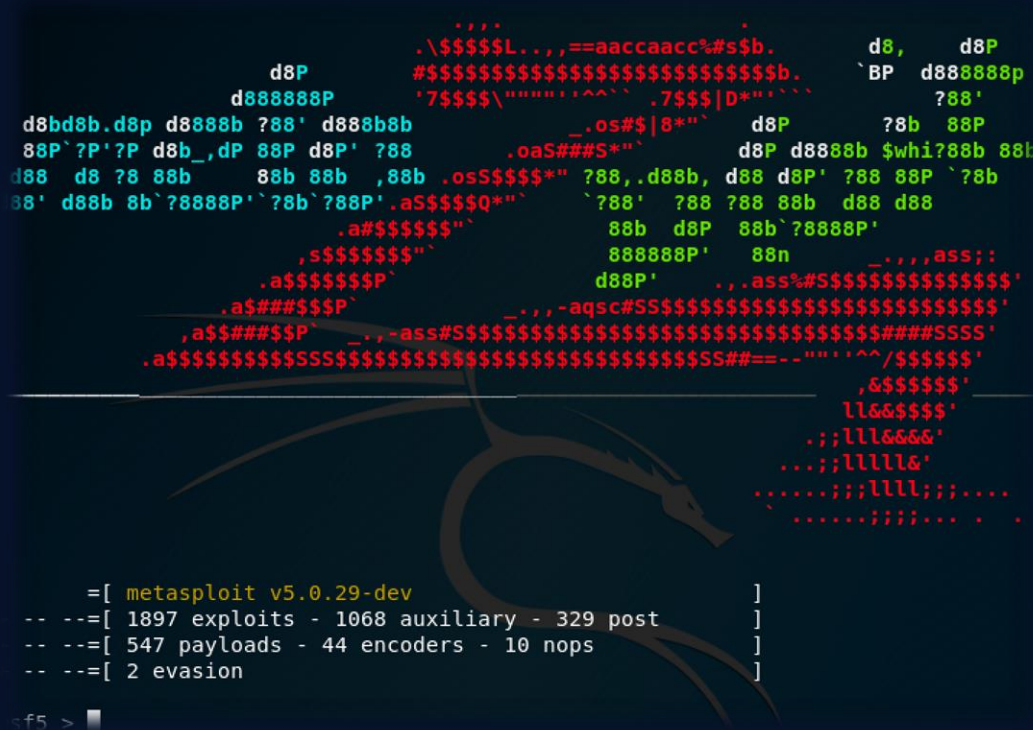 =[ metasploit v5.0.29-dev ]
-- --=[ 1897 exploits - 1068 auxiliary - 329 post ]
-- --=[ 547 payloads - 44 encoders - 10 nops ]
-- --=[ 2 evasion ]
sf5 >